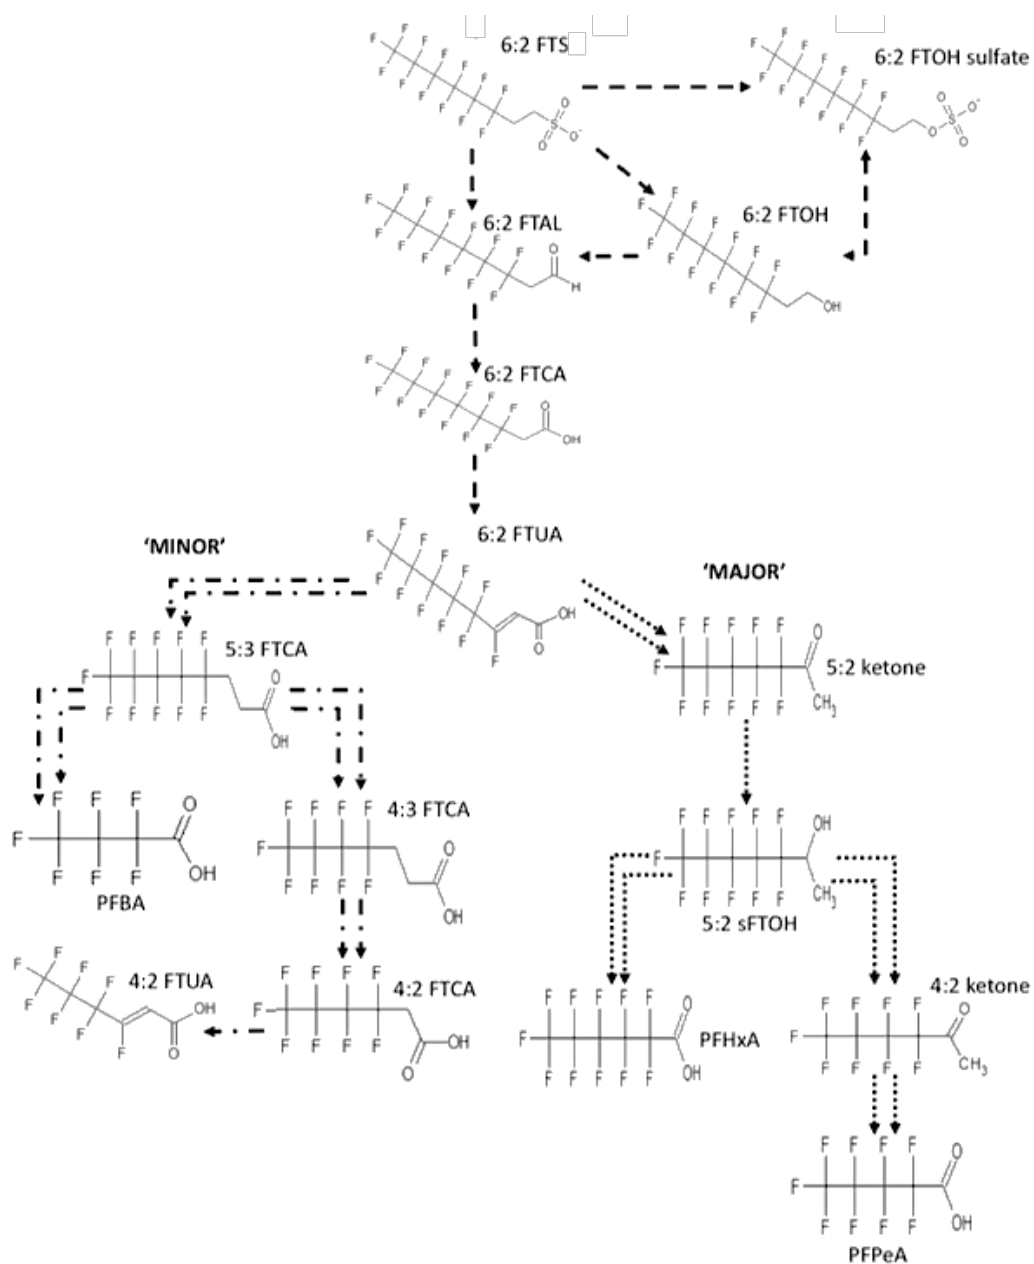 6:2 FTS
6:2 FTOH sulfate
6:2 FTAL
6:2 FTOH
6:2 FTCA
6:2 FTUA
'MINOR'
'MAJOR'
5:3 FTCA
5:2 ketone
4:3 FTCA
PFBA
5:2 sFTOH
4:2 FTUA
4:2 FTCA
PFHxA
4:2 ketone
PFPeA